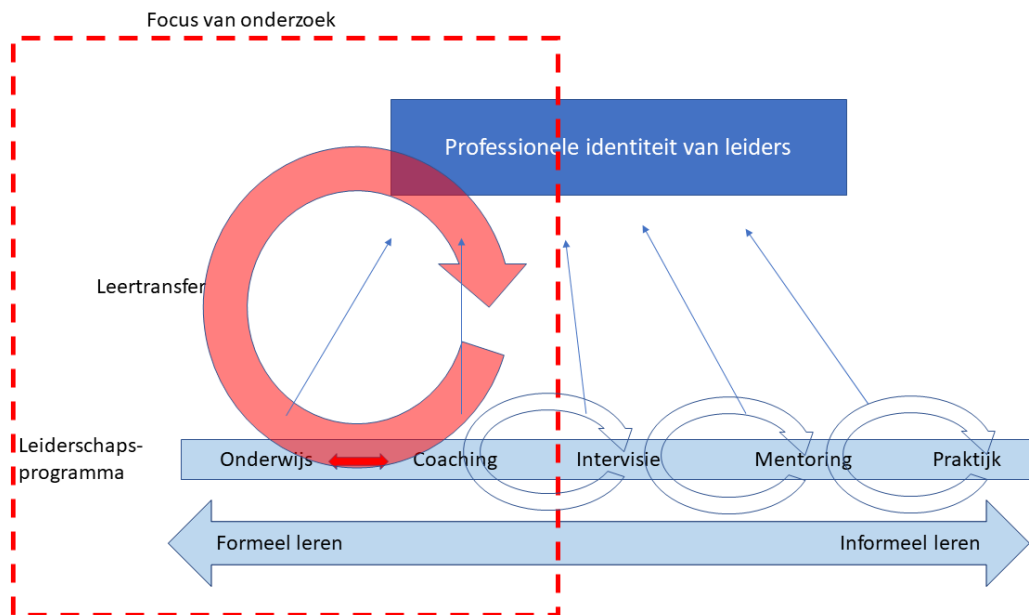 Focus van onderzoek
Professionele identiteit van leiders
Leertransfer
Leiderschaps-
programma
Onderwijs
Coaching
Intervisie
Mentoring
Praktijk
Formeel leren
Informeel leren